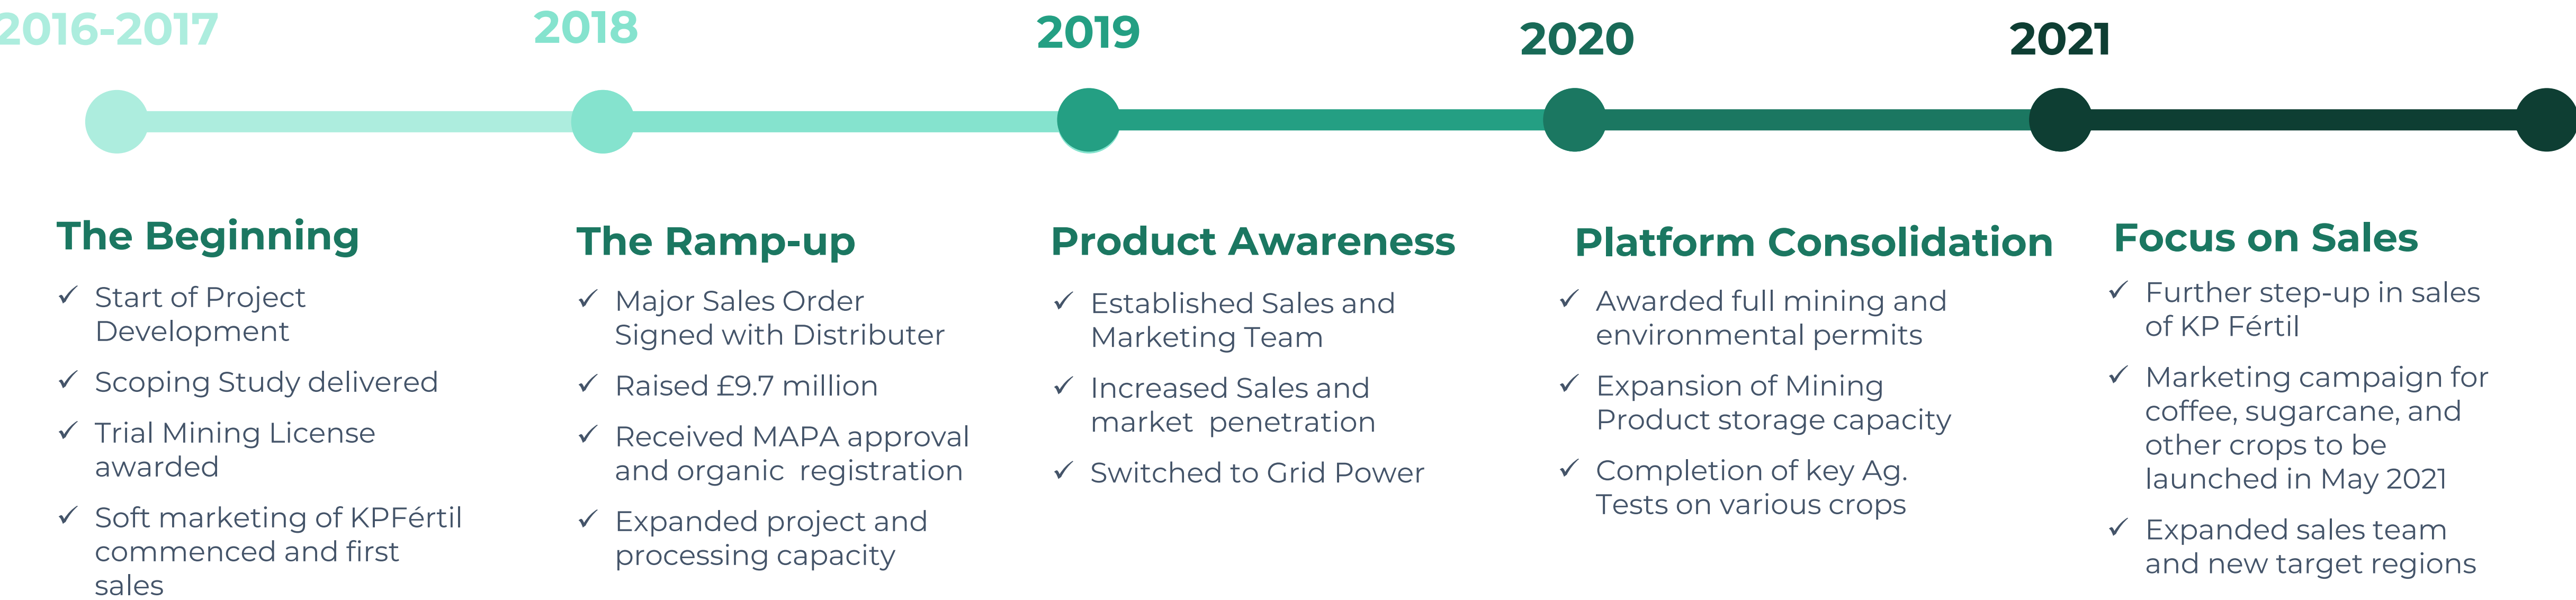 2016-2017
2018
2019
2020
2021
The Beginning
Start of Project
Development
Scoping Study delivered
Trial Mining License
awarded
Soft marketing of KPFértil
commenced and first
sales
The Ramp-up
Major Sales Order
Signed with Distributer
Raised £9.7 million
Received MAPA approval
and organic registration
Expanded project and
processing capacity
Product Awareness
Established Sales and
Marketing Team
Increased Sales and
market penetration
Switched to Grid Power
Platform Consolidation
Awarded full mining and
environmental permits
Expansion of Mining
Product storage capacity
Completion of key Ag.
Tests on various crops
Focus on Sales
Further step-up in sales
of KP Fértil
Marketing campaign for
coffee, sugarcane, and
other crops to be
launched in May 2021
Expanded sales team
and new target regions